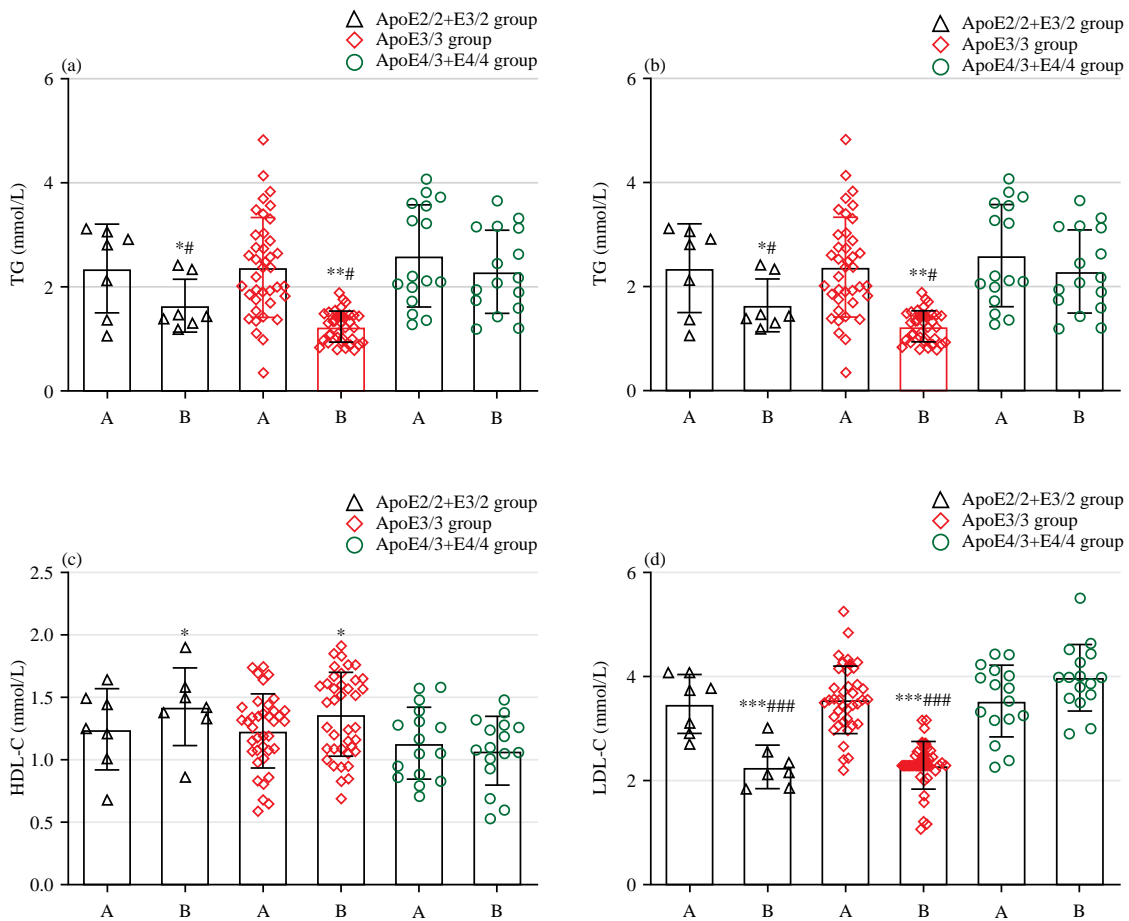 ApoE2/2+E3/2 group
ApoE3/3 group
ApoE4/3+E4/4 group
(a)
6
4
2
0
TG (mmol/L)
*#
**#
A B A B A B
ApoE2/2+E3/2 group
ApoE3/3 group
ApoE4/3+E4/4 group
(b)
6
4
2
0
TG (mmol/L)
*#
**#
A B A B A B
ApoE2/2+E3/2 group
ApoE3/3 group
ApoE4/3+E4/4 group
(c)
2.5
2.0
1.5
1.0
0.5
0.0
HDL-C (mmol/L)
*
*
A B A B A B
ApoE2/2+E3/2 group
ApoE3/3 group
ApoE4/3+E4/4 group
(d)
6
4
2
0
LDL-C (mmol/L)
***###
***###
A B A B A B